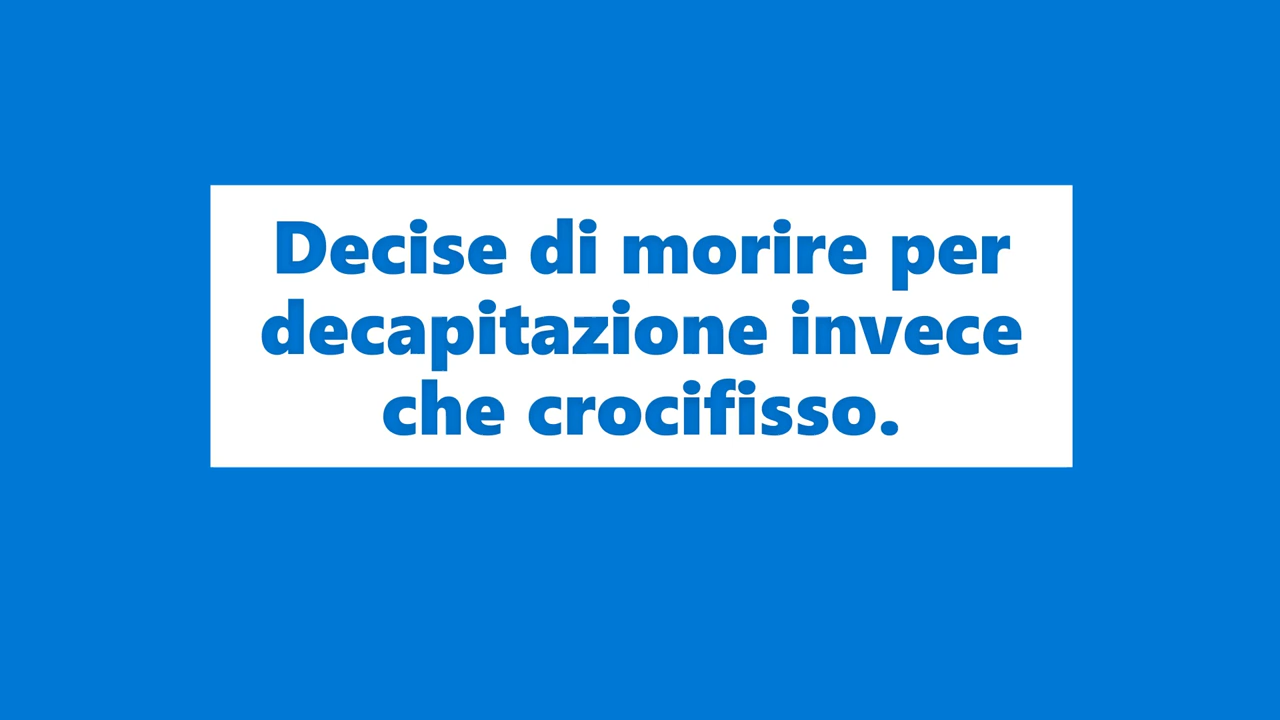 Decise di morire per
decapitazione invece
che crocifisso.